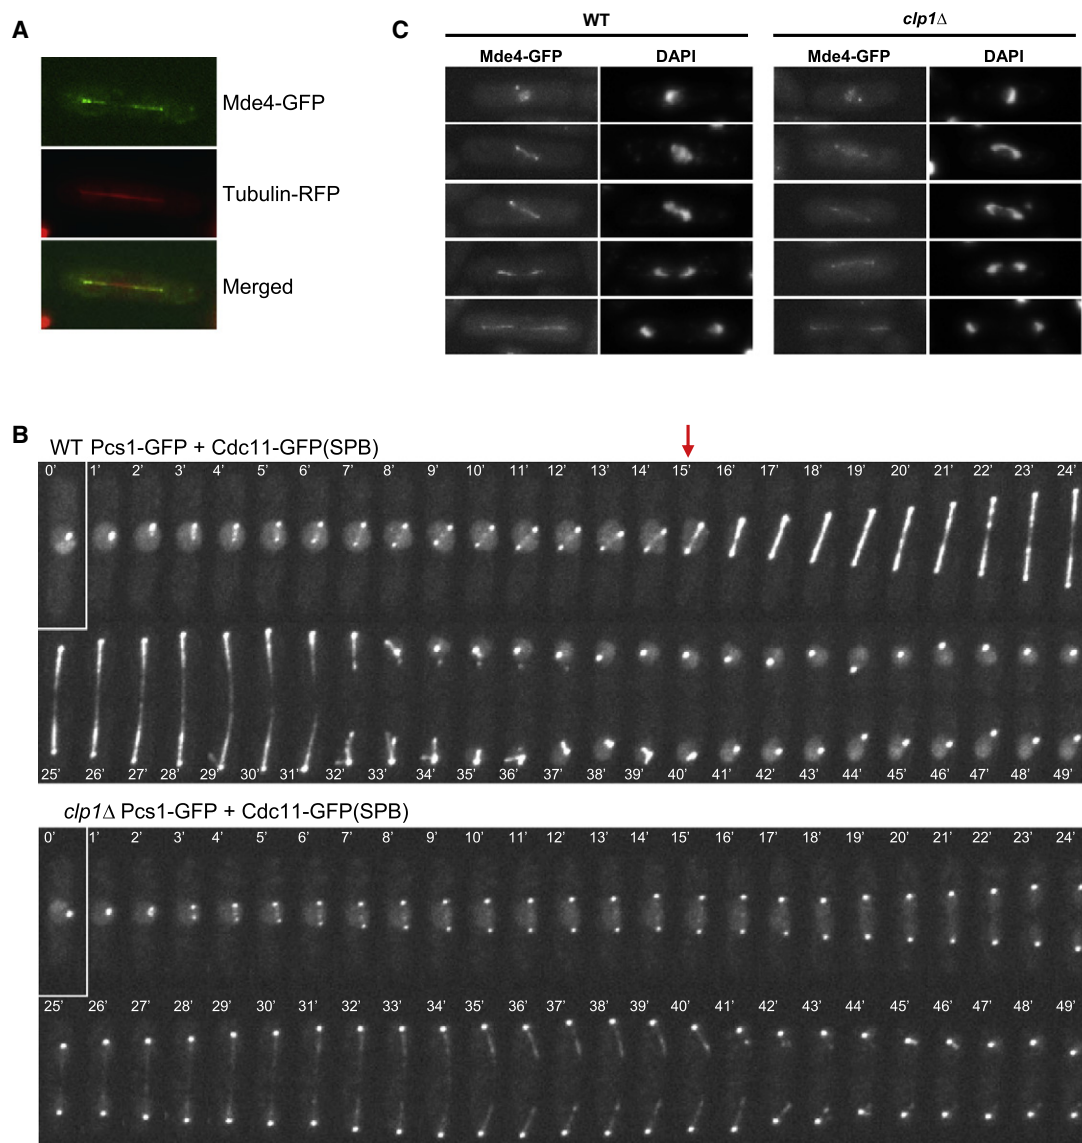 A
Mde4-GFP
Tubulin-RFP
Merged
C
WT
clp1Δ
Mde4-GFP
DAPI
Mde4-GFP
DAPI
B
WT Pcs1-GFP + Cdc11-GFP(SPB)
0’ 1’ 2’ 3’ 4’ 5’ 6’ 7’ 8’ 9’ 10’ 11’ 12’ 13’ 14’ 15’ 16’ 17’ 18’ 19’ 20’ 21’ 22’ 23’ 24’
25’ 26’ 27’ 28’ 29’ 30’ 31’ 32’ 33’ 34’ 35’ 36’ 37’ 38’ 39’ 40’ 41’ 42’ 43’ 44’ 45’ 46’ 47’ 48’ 49’
clp1Δ Pcs1-GFP + Cdc11-GFP(SPB)
0’ 1’ 2’ 3’ 4’ 5’ 6’ 7’ 8’ 9’ 10’ 11’ 12’ 13’ 14’ 15’ 16’ 17’ 18’ 19’ 20’ 21’ 22’ 23’ 24’
25’ 26’ 27’ 28’ 29’ 30’ 31’ 32’ 33’ 34’ 35’ 36’ 37’ 38’ 39’ 40’ 41’ 42’ 43’ 44’ 45’ 46’ 47’ 48’ 49’